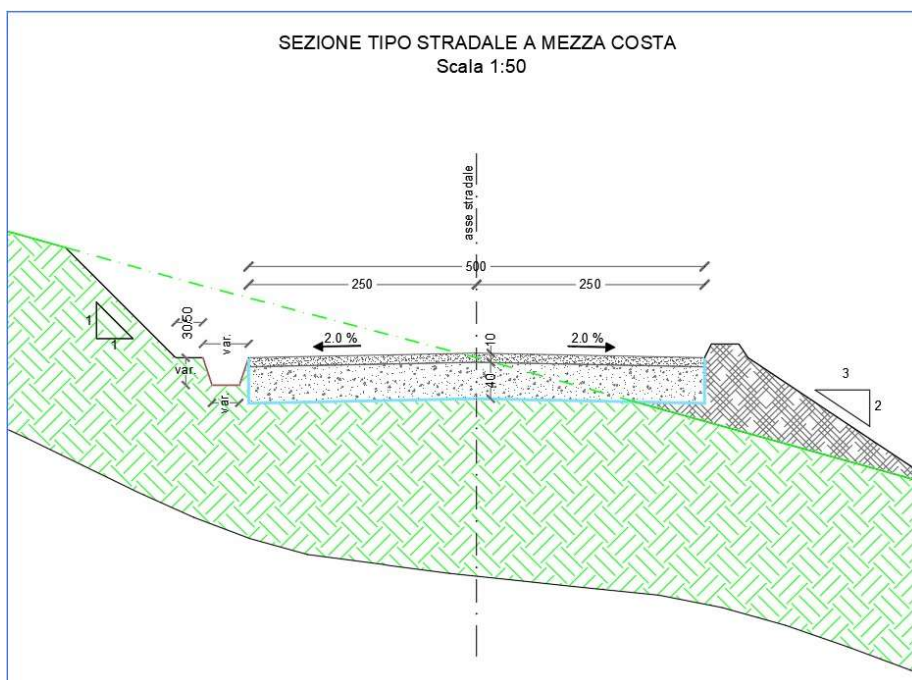 SEZIONE TIPO STRADALE A MEZZA COSTA
Scala 1:50
asse stradale
500
250
250
30/50
var.
2.0 %
2.0 %
10
1
1
var.
var.
40
3
2